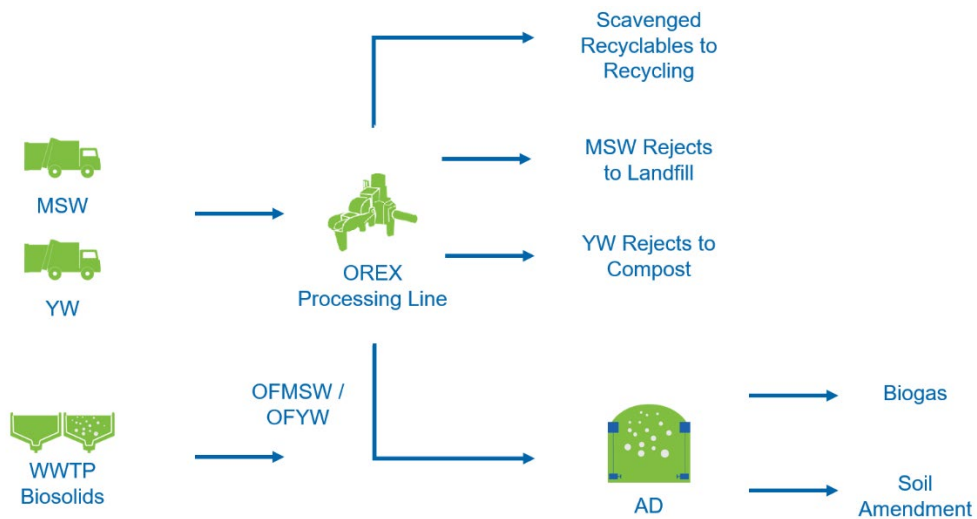 Scavenged
Recyclables to
Recycling
MSW
MSW Rejects
to Landfill
YW
OREX
Processing Line
YW Rejects to
Compost
OFMSW /
OFYW
WWTP
Biosolids
AD
Biogas
Soil
Amendment